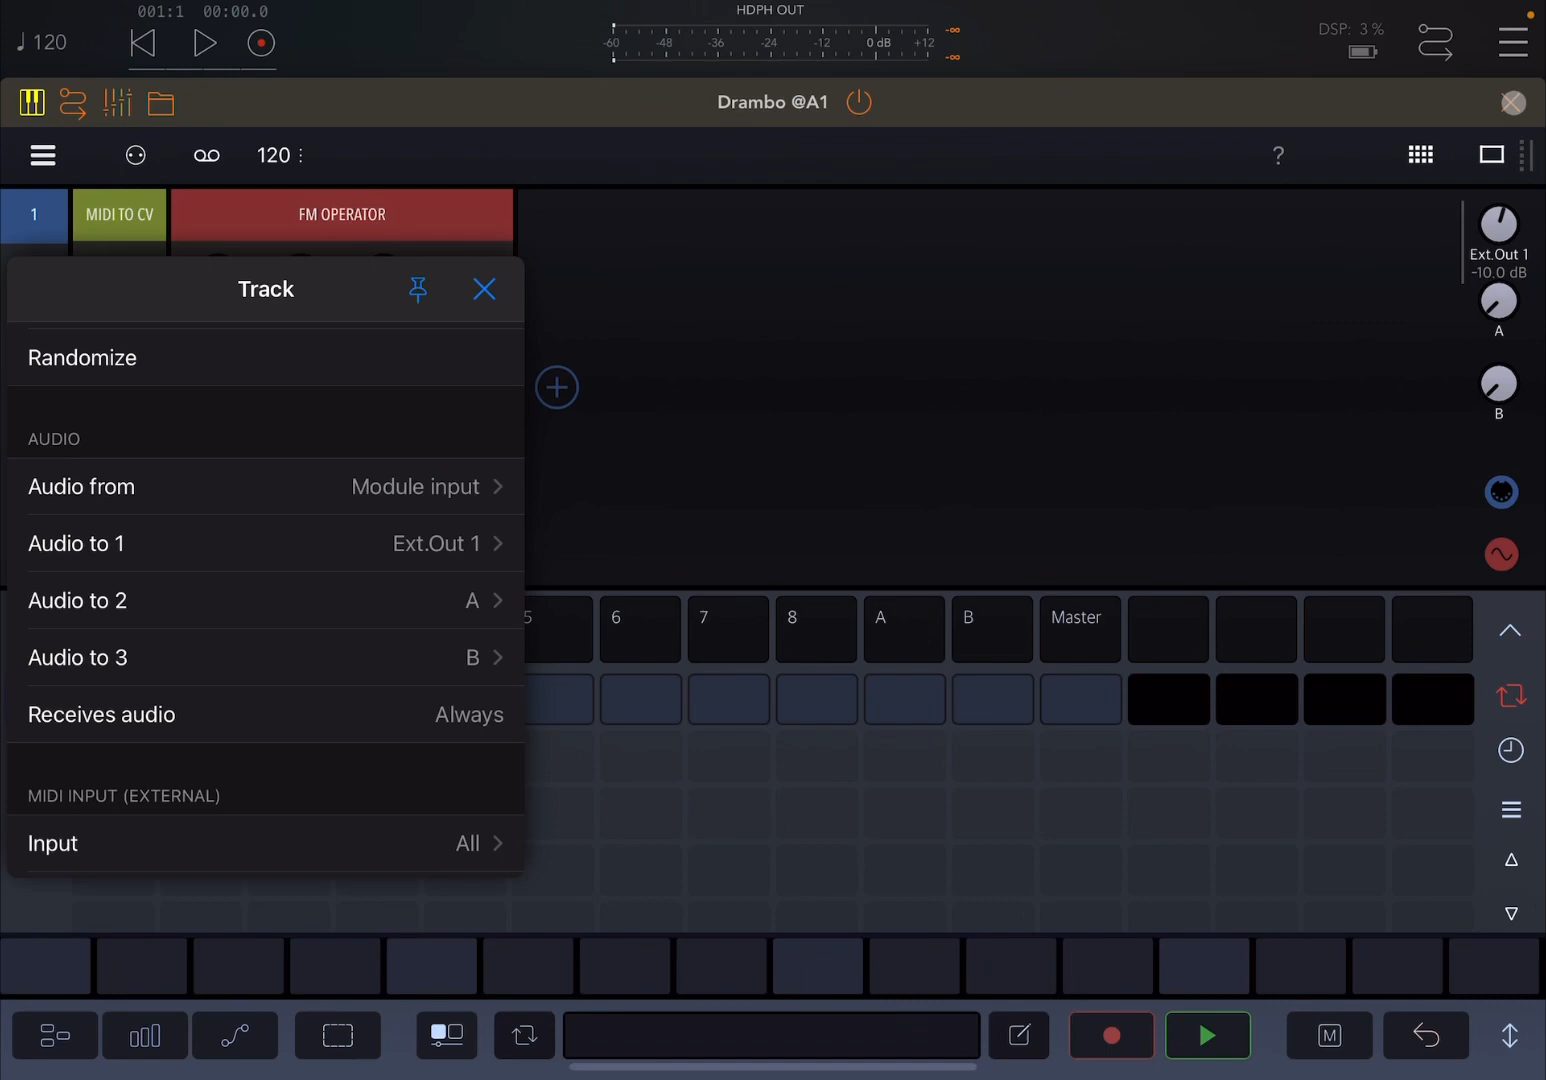 001:1 00:00.0
HDPH OUT
♩ 120
-60 -48 -36 -24 -12 0 dB +12
-∞
-∞
DSP: 3 %
Drambo @A1
120
?
1
MIDI TO CV
FM OPERATOR
Ext.Out 1
-10.0 dB
A
B
Track
Randomize
AUDIO
Audio from Module input
Audio to 1 Ext.Out 1
Audio to 2 A
Audio to 3 B
Receives audio Always
MIDI INPUT (EXTERNAL)
Input All
5 6 7 8 A B Master
M